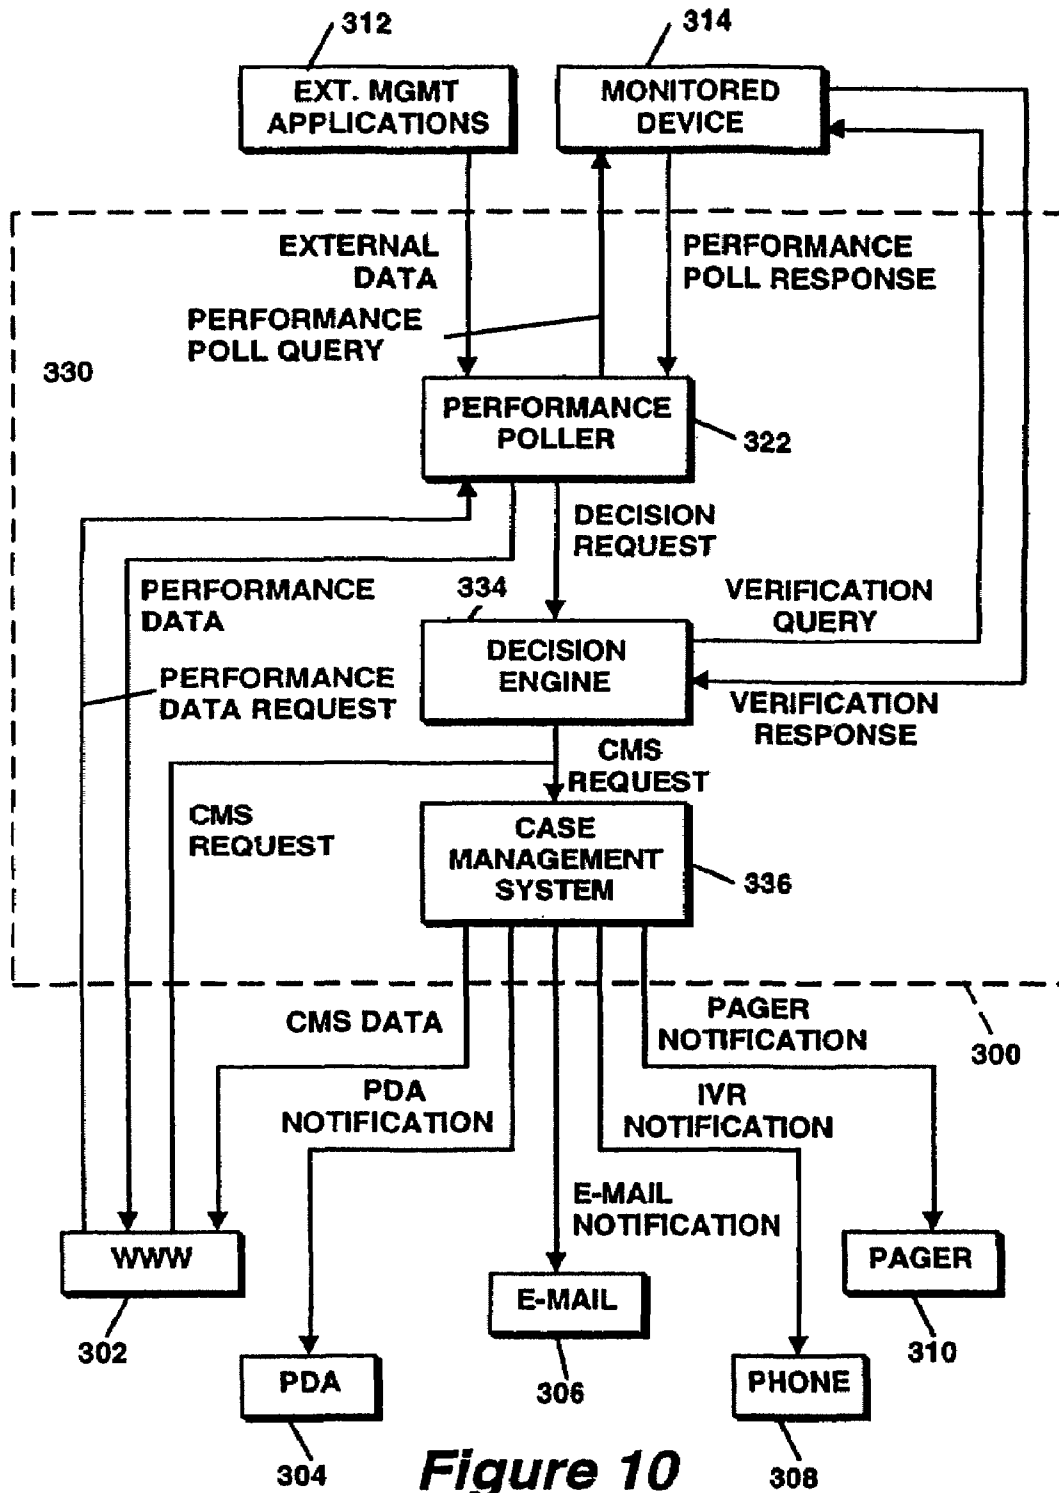 312
314
EXT. MGMT
APPLICATIONS
MONITORED
DEVICE
EXTERNAL
DATA
PERFORMANCE
POLL RESPONSE
PERFORMANCE
POLL QUERY
330
PERFORMANCE
POLLER
322
DECISION
REQUEST
PERFORMANCE
DATA
334
VERIFICATION
QUERY
DECISION
ENGINE
PERFORMANCE
DATA REQUEST
VERIFICATION
RESPONSE
CMS
REQUEST
CMS
REQUEST
CASE
MANAGEMENT
SYSTEM
336
CMS DATA
PAGER
NOTIFICATION
300
PDA
NOTIFICATION
IVR
NOTIFICATION
E-MAIL
NOTIFICATION
WWW
PAGER
E-MAIL
302
310
PDA
306
PHONE
304
308
Figure 10